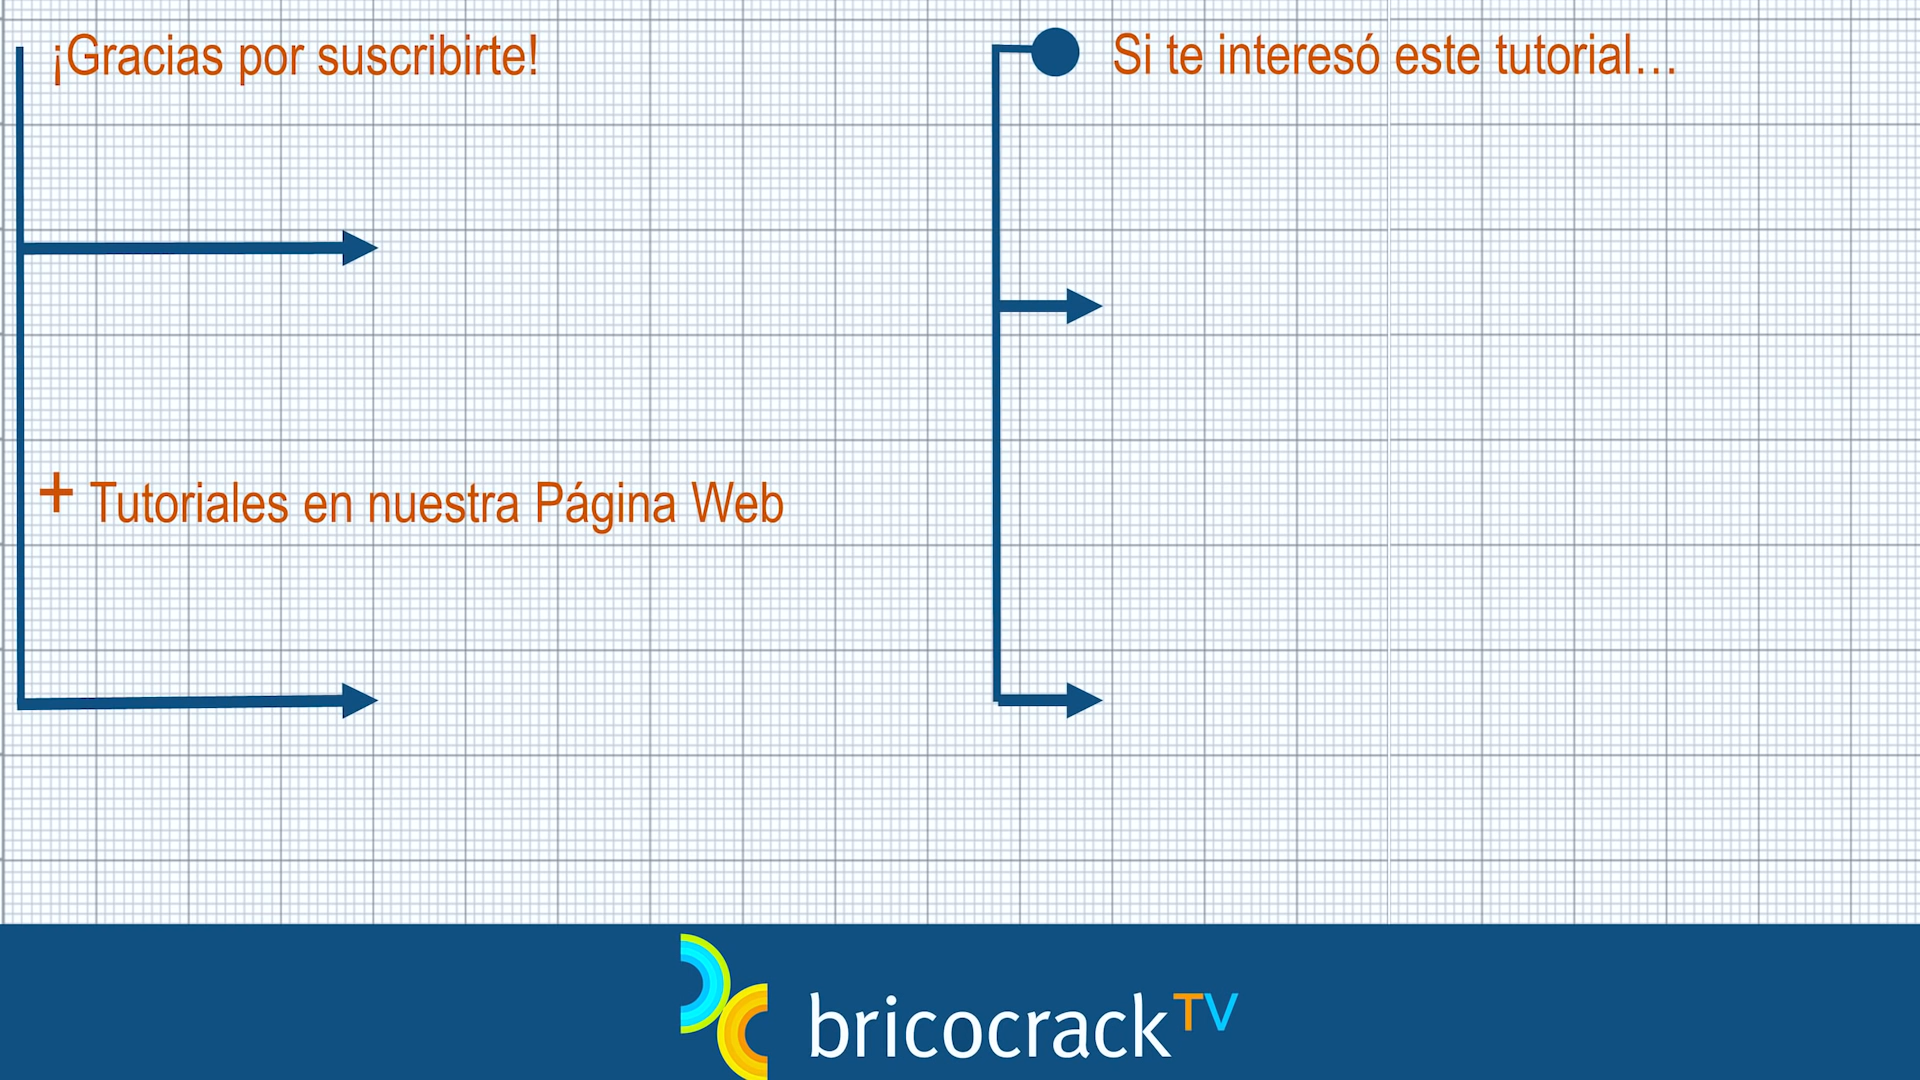 ¡Gracias por suscribirte!
+ Tutoriales en nuestra Página Web
Si te interesó este tutorial...
bricocrackTV